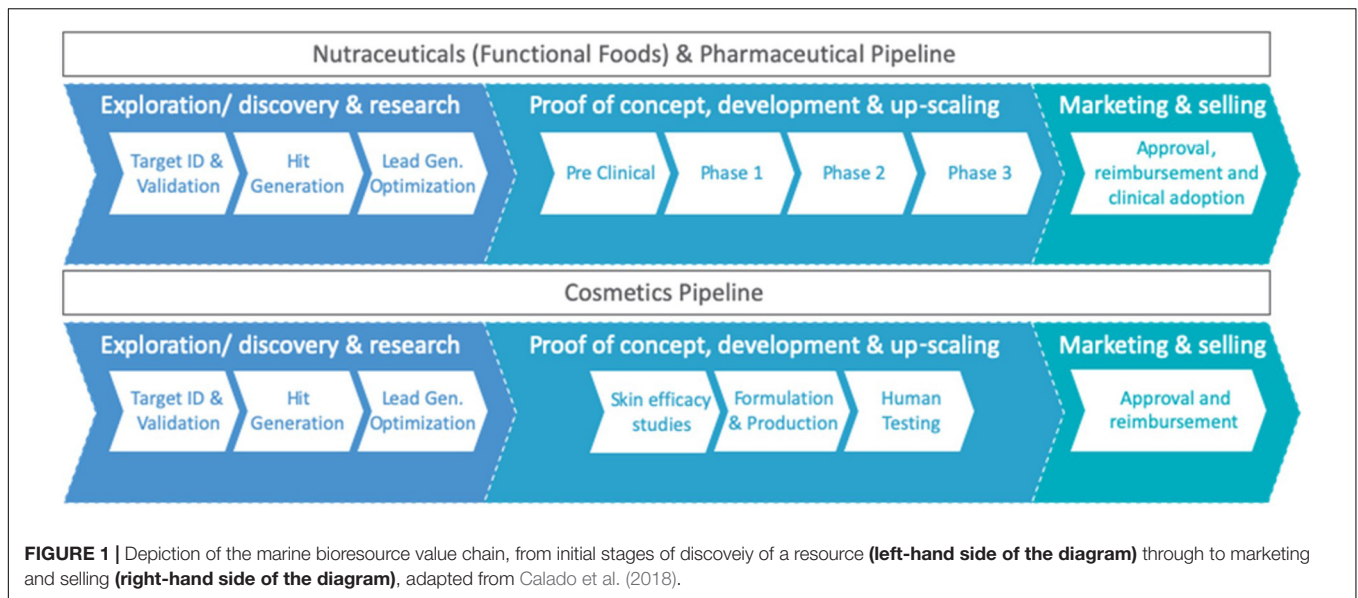 Nutraceuticals (Functional Foods) & Pharmaceutical Pipeline
Exploration/ discovery & research
Proof of concept, development & up-scaling
Marketing & selling
Target ID &
Validation
Hit
Generation
Lead Gen.
Optimization
Pre Clinical
Phase 1
Phase 2
Phase 3
Approval,
reimbursement and
clinical adoption
Cosmetics Pipeline
Exploration/ discovery & research
Proof of concept, development & up-scaling
Marketing & selling
Target ID &
Validation
Hit
Generation
Lead Gen.
Optimization
Skin efficacy
studies
Formulation
& Production
Human
Testing
Approval and
reimbursement
FIGURE 1 | Depiction of the marine bioresource value chain, from initial stages of discoveiy of a resource (left-hand side of the diagram) through to marketing
and selling (right-hand side of the diagram), adapted from Calado et al. (2018).